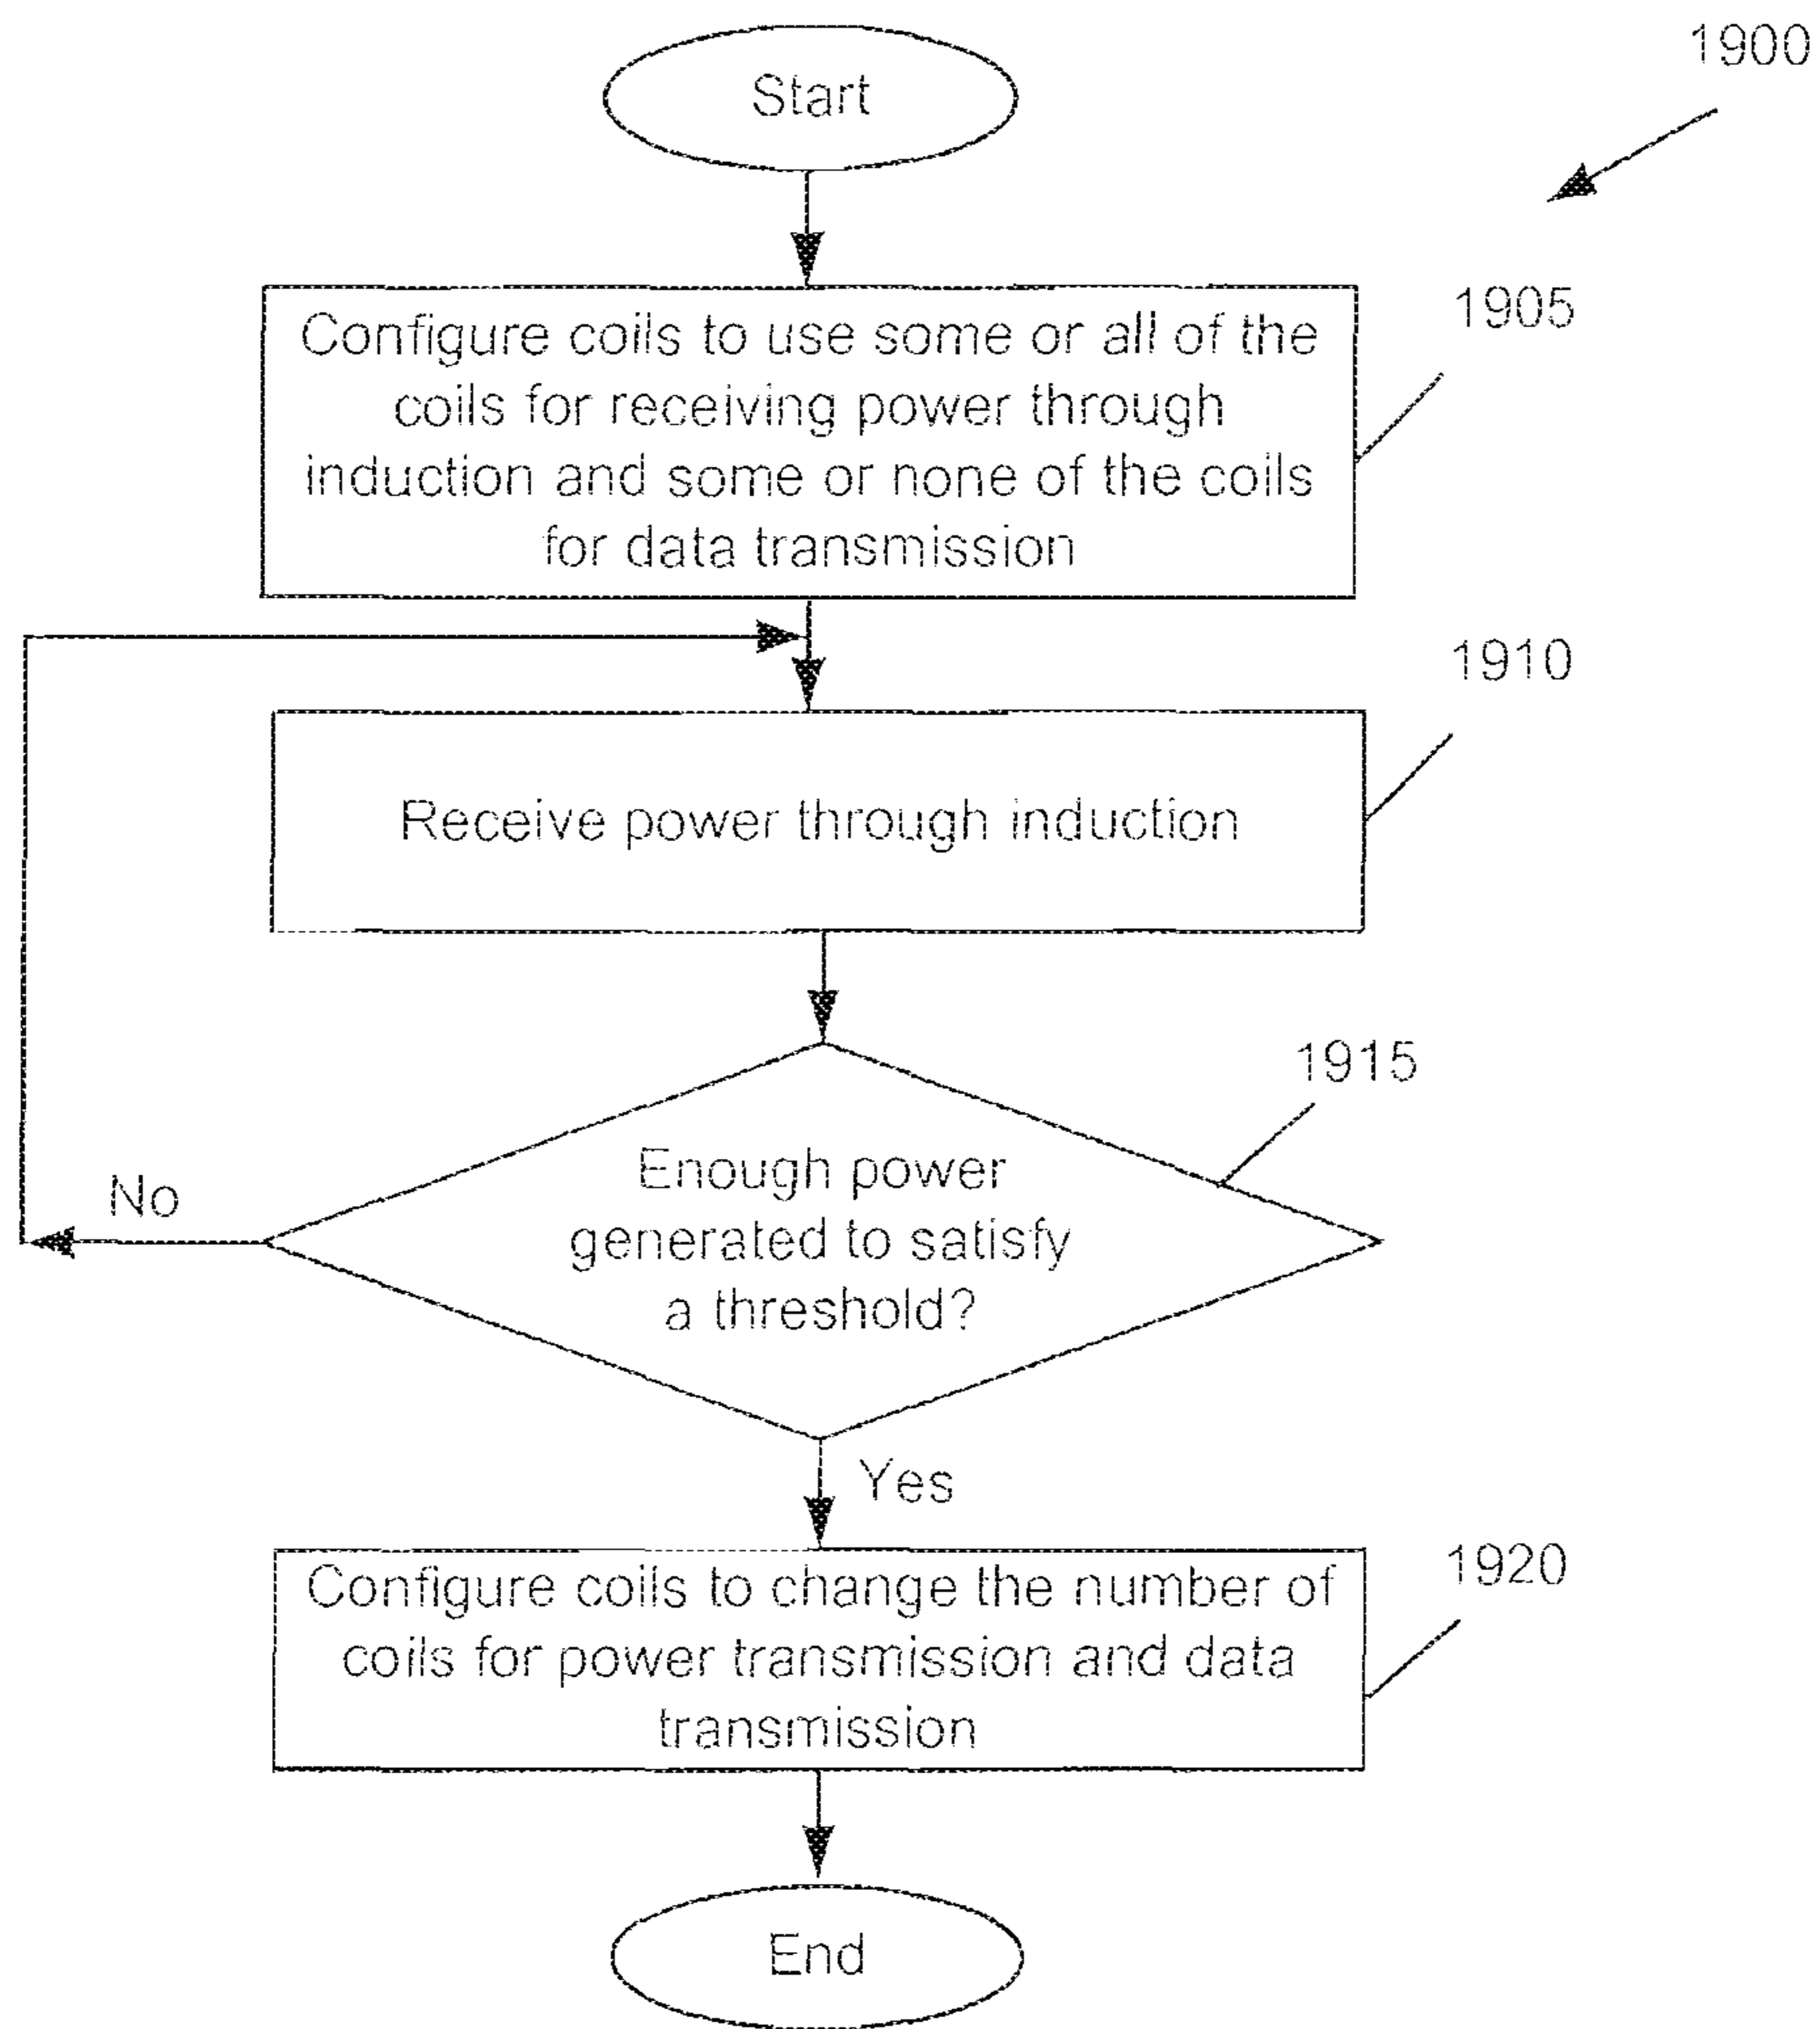 1900
Start
1905
Configure coils to use some or all of the
coils for receiving power through
induction and some or none of the coils
for data transmission
1910
Receive power through induction
1915
Enough power
generated to satisfy
a threshold?
No
Yes
1920
Configure coils to change the number of
coils for power transmission and data
transmission
End